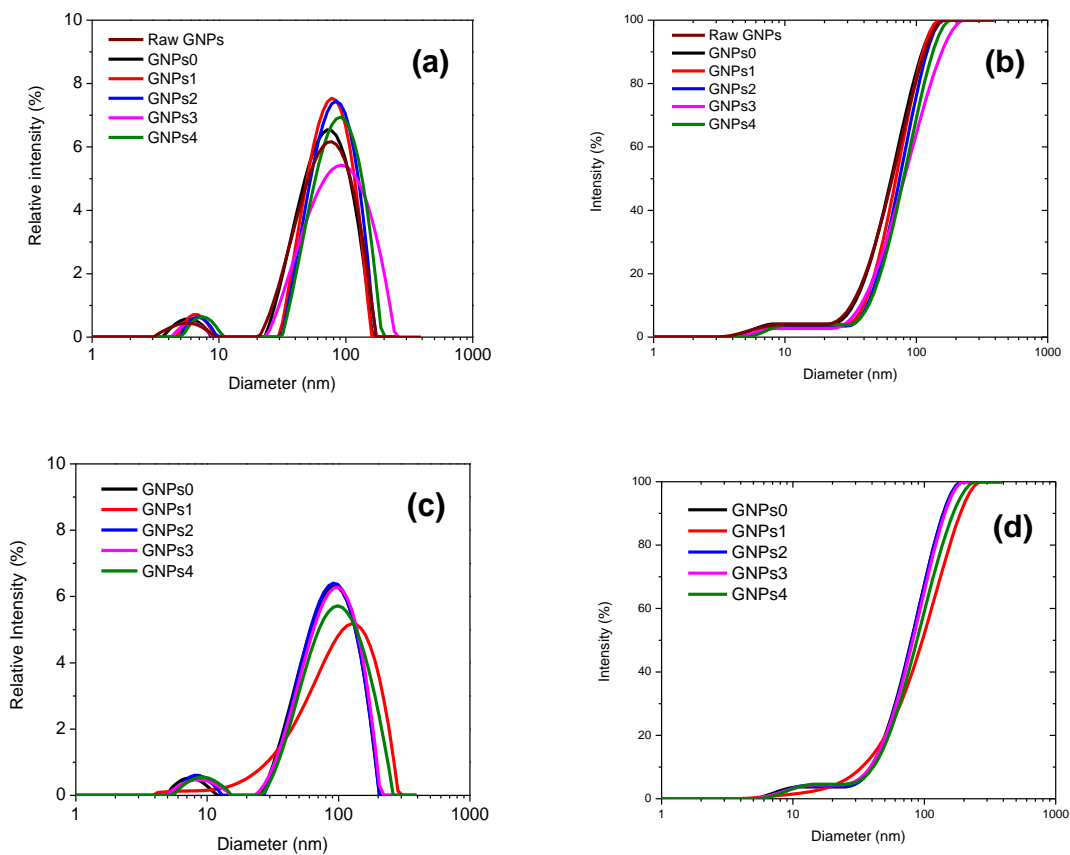 (a)
Raw GNPs
GNPs0
GNPs1
GNPs2
GNPs3
GNPs4
Relative intensity (%)
10
8
6
4
2
0
1
10
100
1000
Diameter (nm)
(b)
Raw GNPs
GNPs0
GNPs1
GNPs2
GNPs3
GNPs4
Intensity (%)
100
80
60
40
20
0
1
10
100
1000
Diameter (nm)
(c)
GNPs0
GNPs1
GNPs2
GNPs3
GNPs4
Relative Intensity (%)
10
8
6
4
2
0
1
10
100
1000
Diameter (nm)
(d)
GNPs0
GNPs1
GNPs2
GNPs3
GNPs4
Intensity (%)
100
80
60
40
20
0
1
10
100
1000
Diameter (nm)